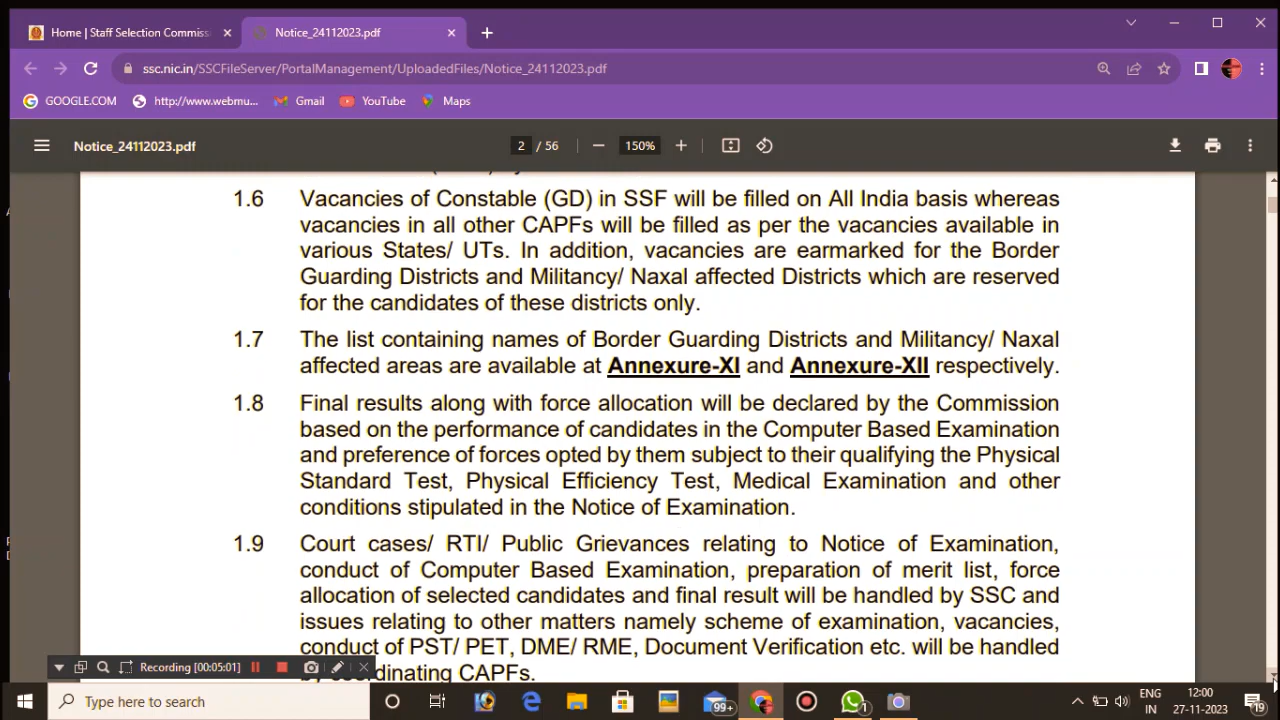 Home | Staff Selection Commiss
Notice_24112023.pdf
ssc.nic.in/SSCFileServer/PortalManagement/UploadedFiles/Notice_24112023.pdf
GOOGLE.COM
http://www.webmu...
Gmail
YouTube
Maps
Notice_24112023.pdf
2 / 56
150%
1.6 Vacancies of Constable (GD) in SSF will be filled on All India basis whereas
vacancies in all other CAPFs will be filled as per the vacancies available in
various States/ UTs. In addition, vacancies are earmarked for the Border
Guarding Districts and Militancy/ Naxal affected Districts which are reserved
for the candidates of these districts only.
1.7 The list containing names of Border Guarding Districts and Militancy/ Naxal
affected areas are available at Annexure-XI and Annexure-XII respectively.
1.8 Final results along with force allocation will be declared by the Commission
based on the performance of candidates in the Computer Based Examination
and preference of forces opted by them subject to their qualifying the Physical
Standard Test, Physical Efficiency Test, Medical Examination and other
conditions stipulated in the Notice of Examination.
1.9 Court cases/ RTI/ Public Grievances relating to Notice of Examination,
conduct of Computer Based Examination, preparation of merit list, force
allocation of selected candidates and final result will be handled by SSC and
issues relating to other matters namely scheme of examination, vacancies,
conduct of PST/ PET, DME/ RME, Document Verification etc. will be handled
by coordinating CAPFs.
Recording [00:05:01]
Type here to search
99+
1
ENG
IN
12:00
27-11-2023
19